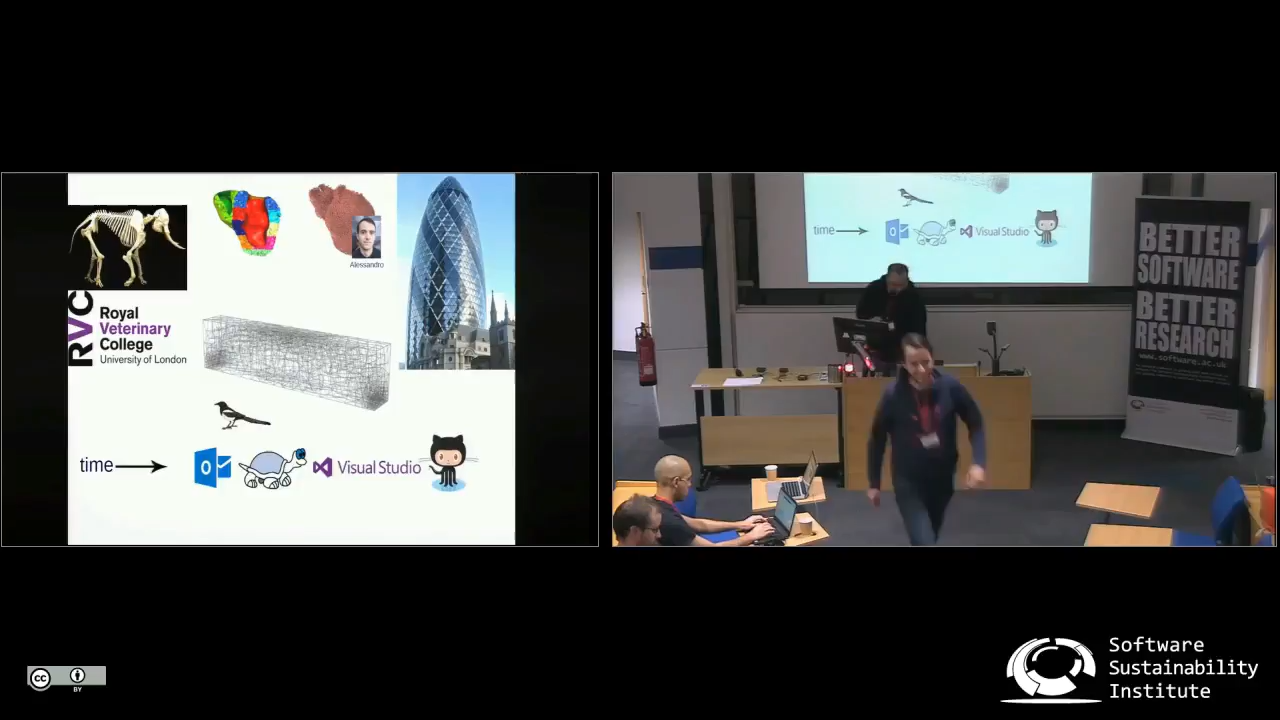 Alessandro
RVC
Royal
Veterinary
College
University of London
time
Visual Studio
time
Visual Studio
BETTER
SOFTWARE
BETTER
RESEARCH
www.software.ac.uk
cc
BY
Software
Sustainability
Institute